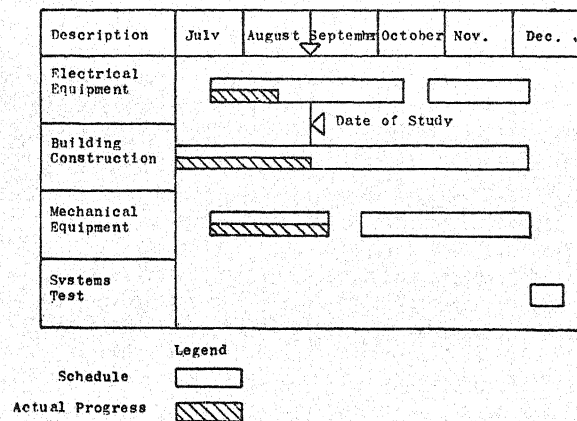 Description July August Septembr October Nov. Dec.
Electrical
Equipment
Date of Study
Building
Construction
Mechanical
Equipment
Systems
Test
Legend
Schedule
Actual Progress